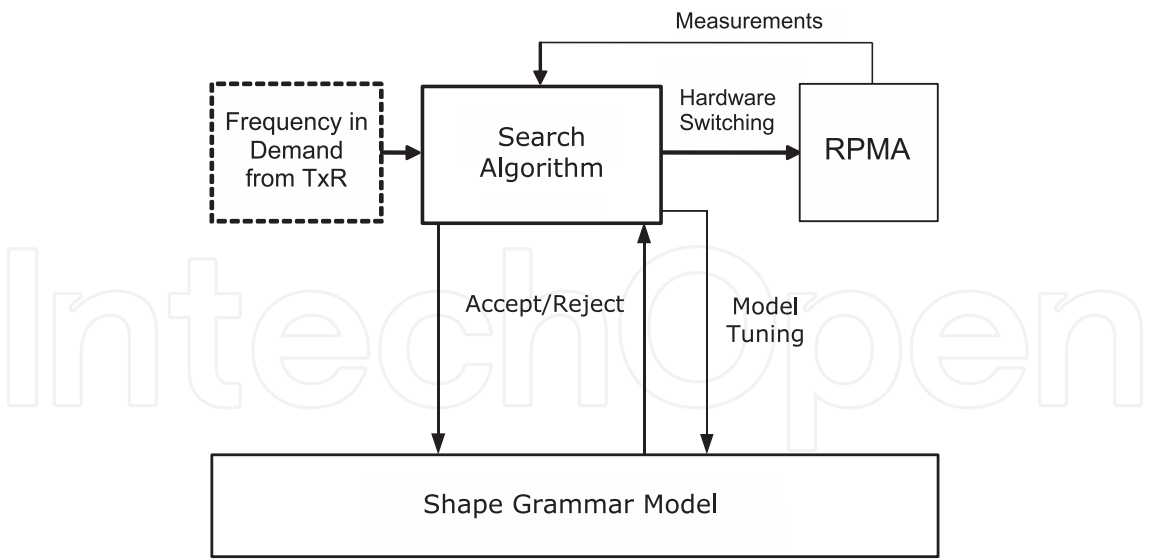 Measurements
Frequency in
Demand
from TxR
Search
Algorithm
Hardware
Switching
RPMA
Accept/Reject
Model
Tuning
IntechOpen
Shape Grammar Model